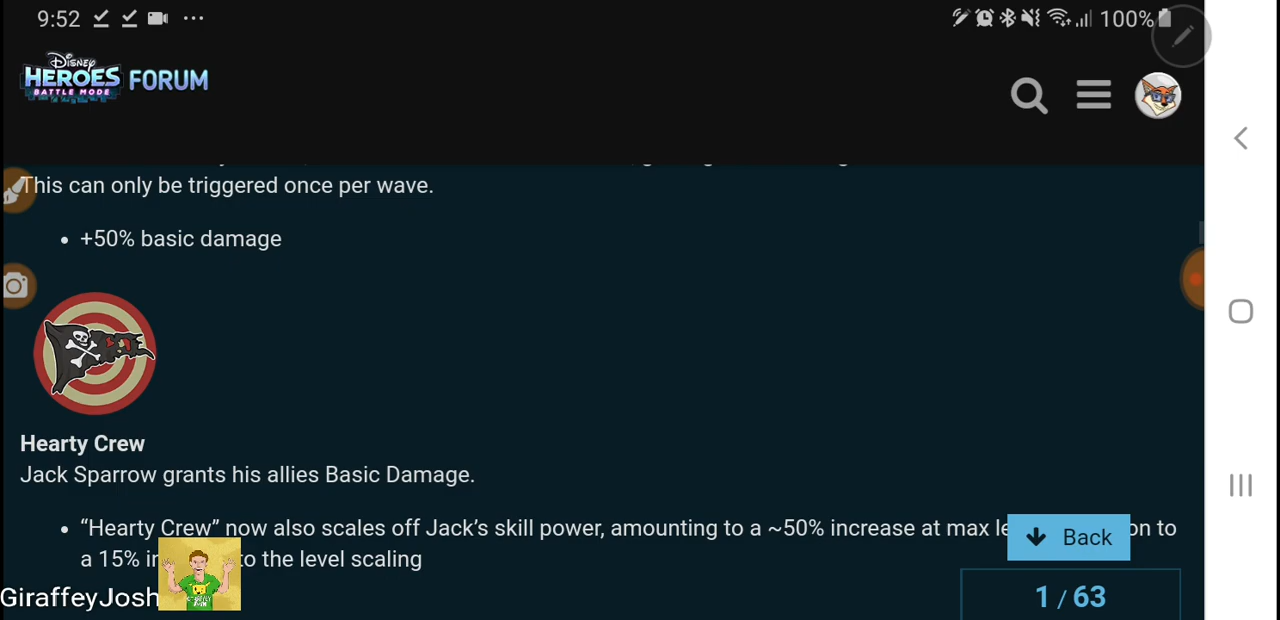 9:52
100%
Disney
HEROES
BATTLE MODE
FORUM
This can only be triggered once per wave.
+50% basic damage
Hearty Crew
Jack Sparrow grants his allies Basic Damage.
“Hearty Crew” now also scales off Jack’s skill power, amounting to a ~50% increase at max to
a 15% to the level scaling
Back
GiraffeyJosh
1 / 63